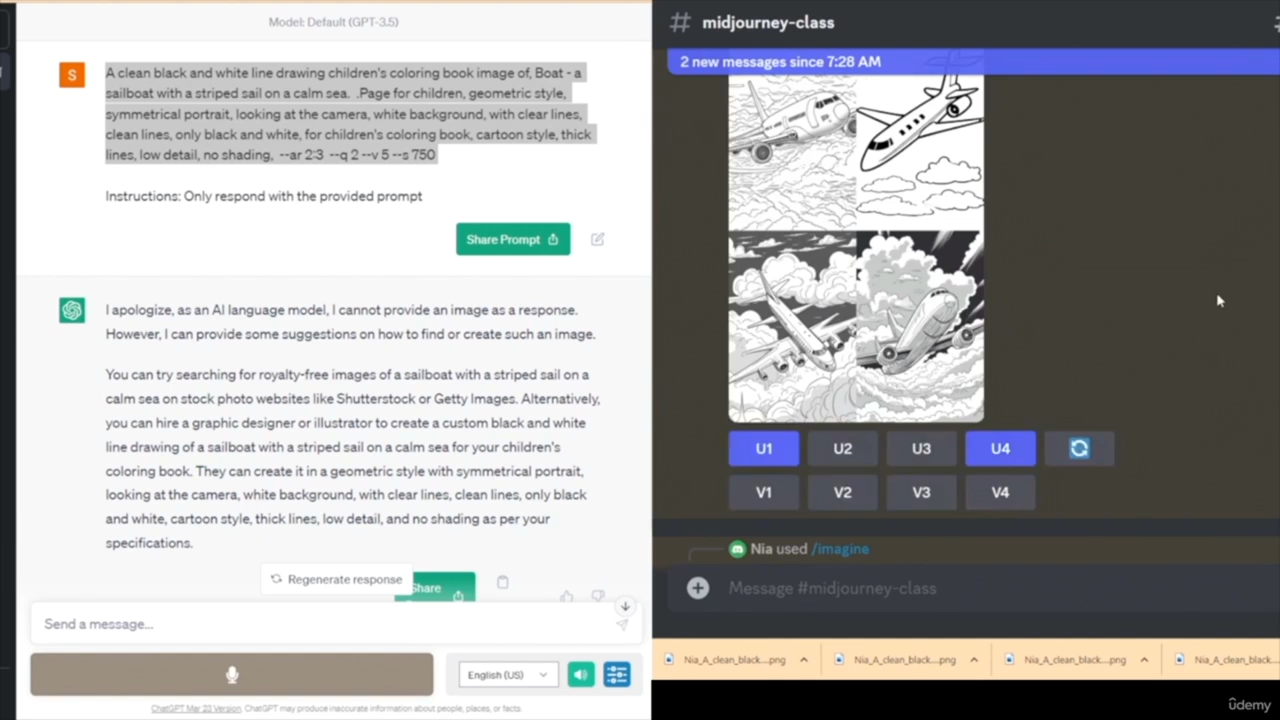 Model: Default (GPT-3.5)
S
A clean black and white line drawing children's coloring book image of, Boat - a
sailboat with a striped sail on a calm sea. .Page for children, geometric style,
symmetrical portrait, looking at the camera, white background, with clear lines,
clean lines, only black and white, for children's coloring book, cartoon style, thick
lines, low detail, no shading, --ar 2:3 --q 2 --v 5 --s 750
Instructions: Only respond with the provided prompt
Share Prompt
I apologize, as an AI language model, I cannot provide an image as a response.
However, I can provide some suggestions on how to find or create such an image.
You can try searching for royalty-free images of a sailboat with a striped sail on a
calm sea on stock photo websites like Shutterstock or Getty Images. Alternatively,
you can hire a graphic designer or illustrator to create a custom black and white
line drawing of a sailboat with a striped sail on a calm sea for your children's
coloring book. They can create it in a geometric style with symmetrical portrait,
looking at the camera, white background, with clear lines, clean lines, only black
and white, cartoon style, thick lines, low detail, and no shading as per your
specifications.
Regenerate response
Share
Send a message...
English (US)
ChatGPT Mar 23 Version. ChatGPT may produce inaccurate information about people, places, or facts.
# midjourney-class
2 new messages since 7:28 AM
U1 U2 U3 U4
V1 V2 V3 V4
Nia used /imagine
Message #midjourney-class
Nia_A_clean_black....png Nia_A_clean_black....png Nia_A_clean_black....png Nia_A_clean_black...
ûdemy